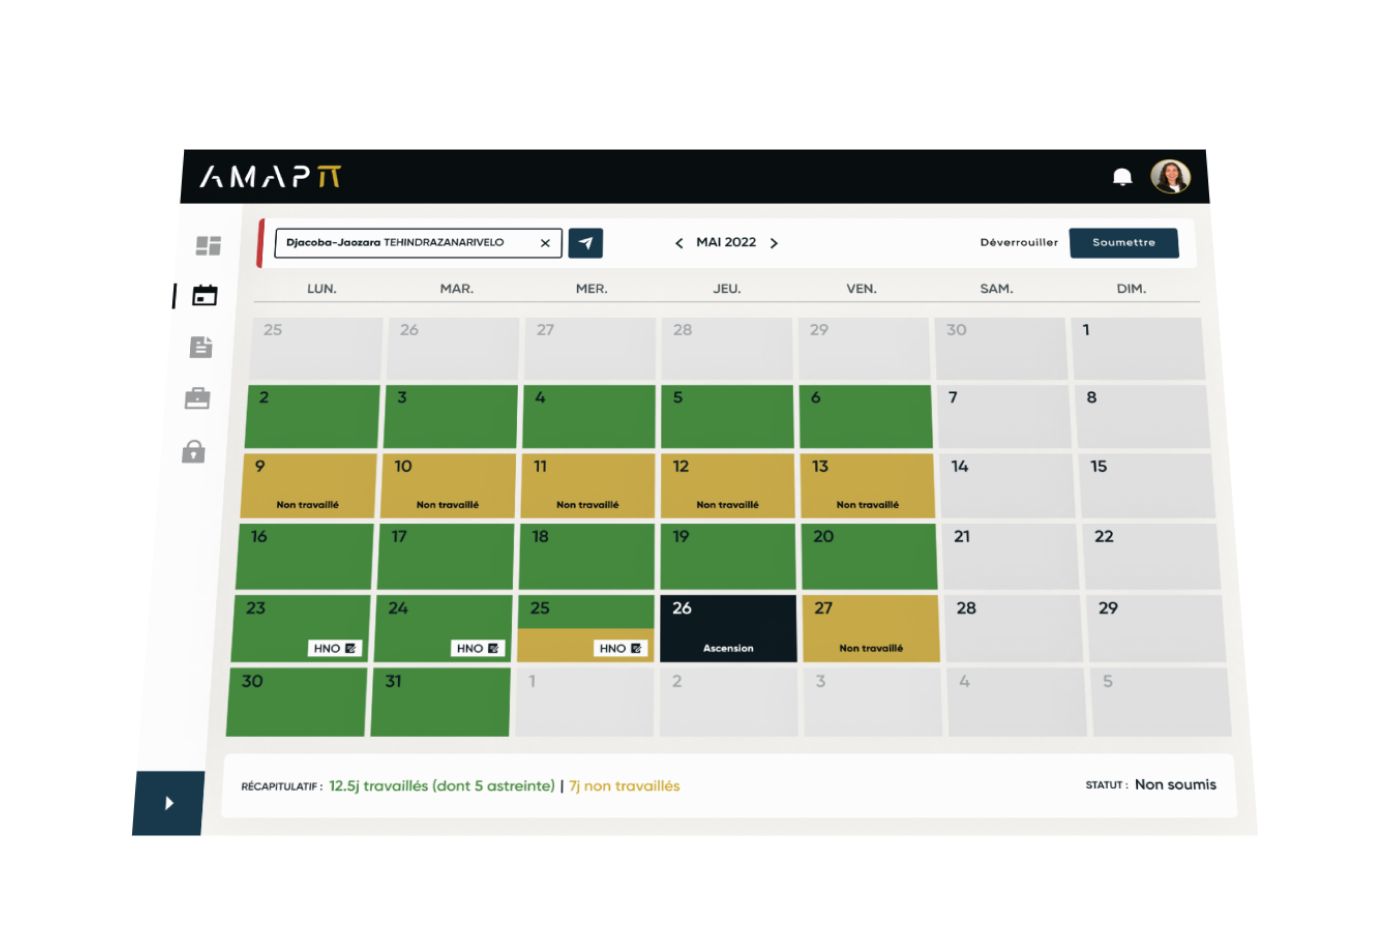 AMAPπ
Djacoba-Jaozara TEHINDRAZANARIVELO
MAI 2022
Déverrouiller
Soumettre
LUN. MAR. MER. JEU. VEN. SAM. DIM.
25 26 27 28 29 30 1
2 3 4 5 6 7 8
9 10 11 12 13 14 15
Non travaillé Non travaillé Non travaillé Non travaillé Non travaillé
16 17 18 19 20 21 22
23 24 25 26 27 28 29
HNO HNO HNO Ascension Non travaillé
30 31 1 2 3 4 5
RÉCAPITULATIF : 12.5j travaillés (dont 5 astreinte) | 7j non travaillés
STATUT : Non soumis